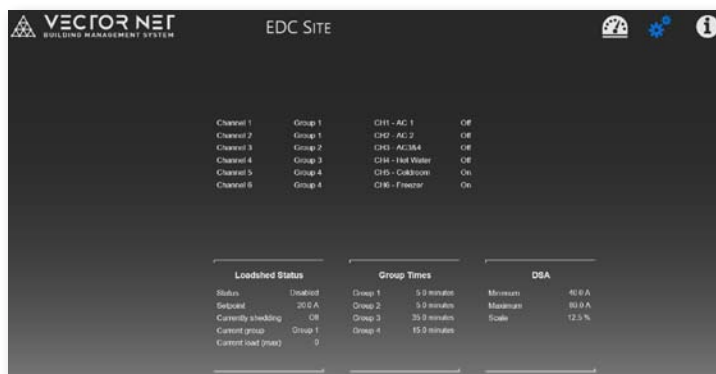 VECTOR NET
BUILDING MANAGEMENT SYSTEM
EDC SITE
Channel 1 Group 1 CH1 - AC 1 Off
Channel 2 Group 1 CH2 - AC 2 Off
Channel 3 Group 2 CH3 - AC3&4 Off
Channel 4 Group 3 CH4 - Hot Water Off
Channel 5 Group 4 CH5 - Coldroom On
Channel 6 Group 4 CH6 - Freezer On
Loadshed Status
Status Disabled
Setpoint 20.0 A
Currently shedding Off
Current group Group 1
Current load (max) 0
Group Times
Group 1 5.0 minutes
Group 2 5.0 minutes
Group 3 35.0 minutes
Group 4 15.0 minutes
DSA
Minimum 40.0 A
Maximum 80.0 A
Scale 12.5 %